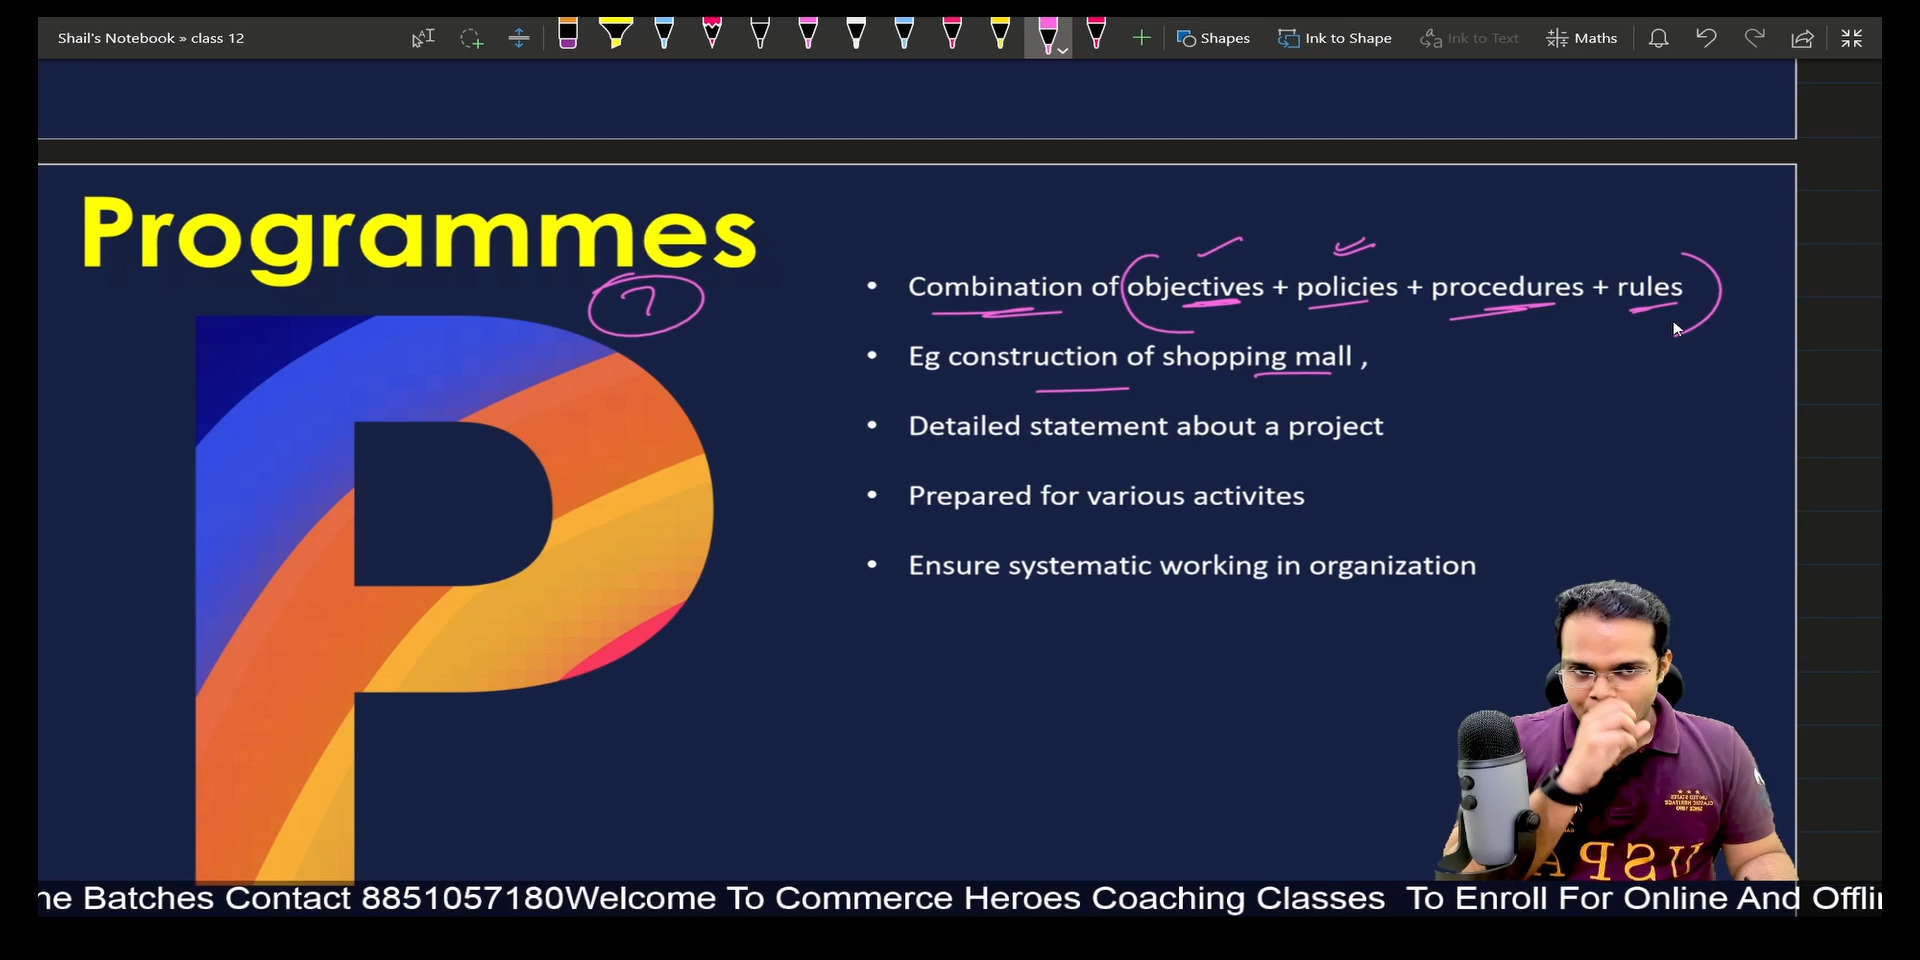 Shail's Notebook » class 12
Shapes
Ink to Shape
Ink to Text
Maths
Programmes
7
• Combination of objectives + policies + procedures + rules
• Eg construction of shopping mall ,
• Detailed statement about a project
• Prepared for various activites
• Ensure systematic working in organization
USPA
ne Batches Contact 8851057180Welcome To Commerce Heroes Coaching Classes To Enroll For Online And Offli